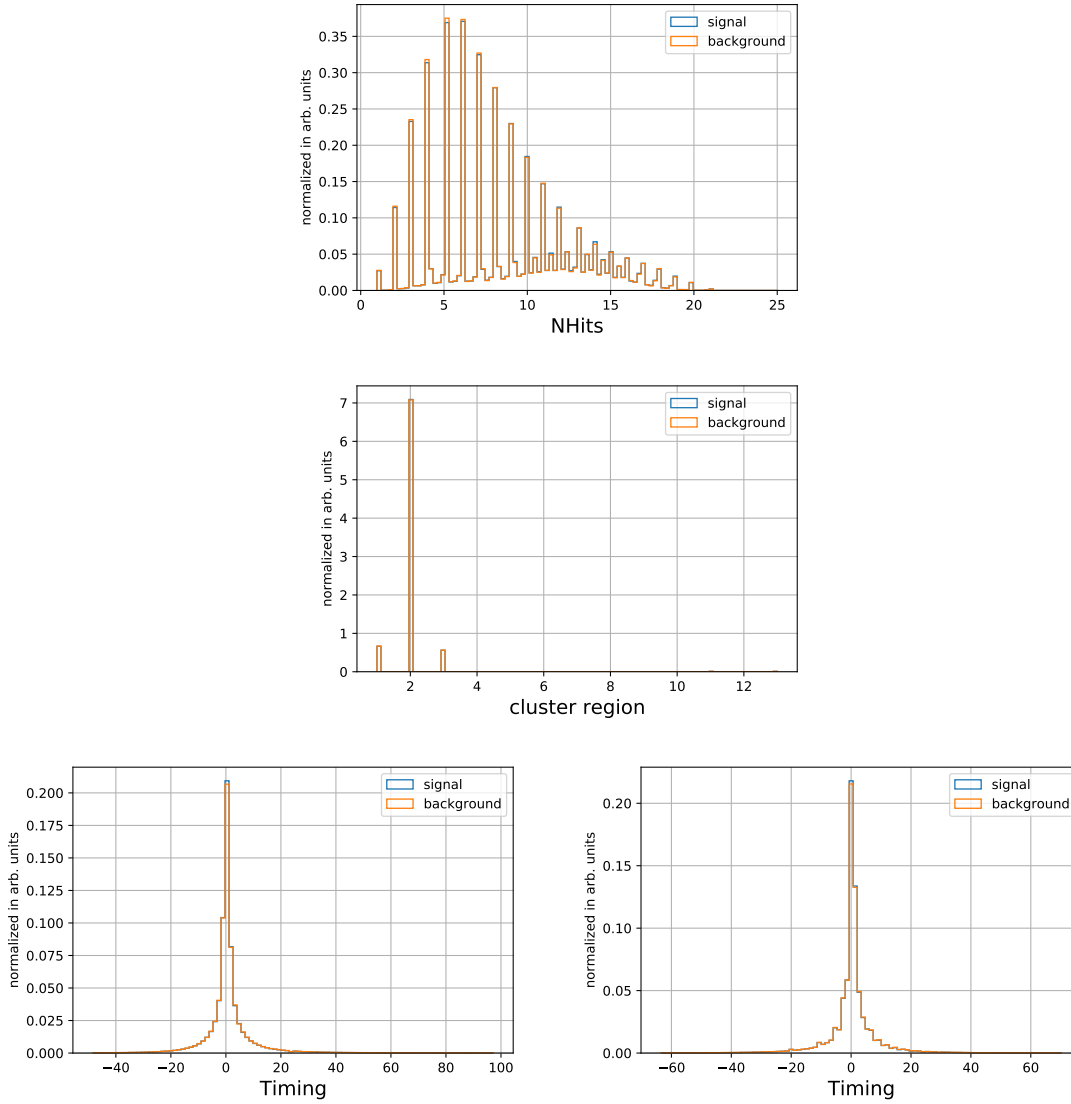 normalized in arb. units
0.35
0.30
0.25
0.20
0.15
0.10
0.05
0.00
signal
background
0 5 10 15 20 25
NHits
normalized in arb. units
7
6
5
4
3
2
1
0
signal
background
2 4 6 8 10 12
cluster region
normalized in arb. units
0.200
0.175
0.150
0.125
0.100
0.075
0.050
0.025
0.000
signal
background
−40 −20 0 20 40 60 80 100
Timing
normalized in arb. units
0.20
0.15
0.10
0.05
0.00
signal
background
−60 −40 −20 0 20 40 60
Timing